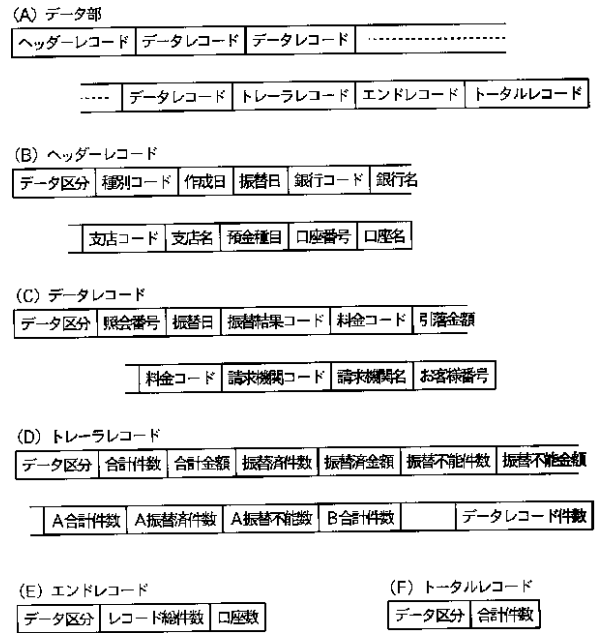 (A) データ部
ヘッダーレコード データレコード データレコード
データレコード トレーラレコード エンドレコード トータルレコード
(B) ヘッダーレコード
データ区分 種別コード 作成日 振替日 銀行コード 銀行名
支店コード 支店名 預金種目 口座番号 口座名
(C) データレコード
データ区分 照会番号 振替日 振替結果コード 料金コード 引落金額
料金コード 請求機関コード 請求機関名 お客様番号
(D) トレーラレコード
データ区分 合計件数 合計金額 振替済件数 振替済金額 振替不能件数 振替不能金額
A合計件数 A振替済件数 A振替不能数 B合計件数 データレコード件数
(E) エンドレコード
データ区分 レコード総件数 口座数
(F) トータルレコード
データ区分 合計件数